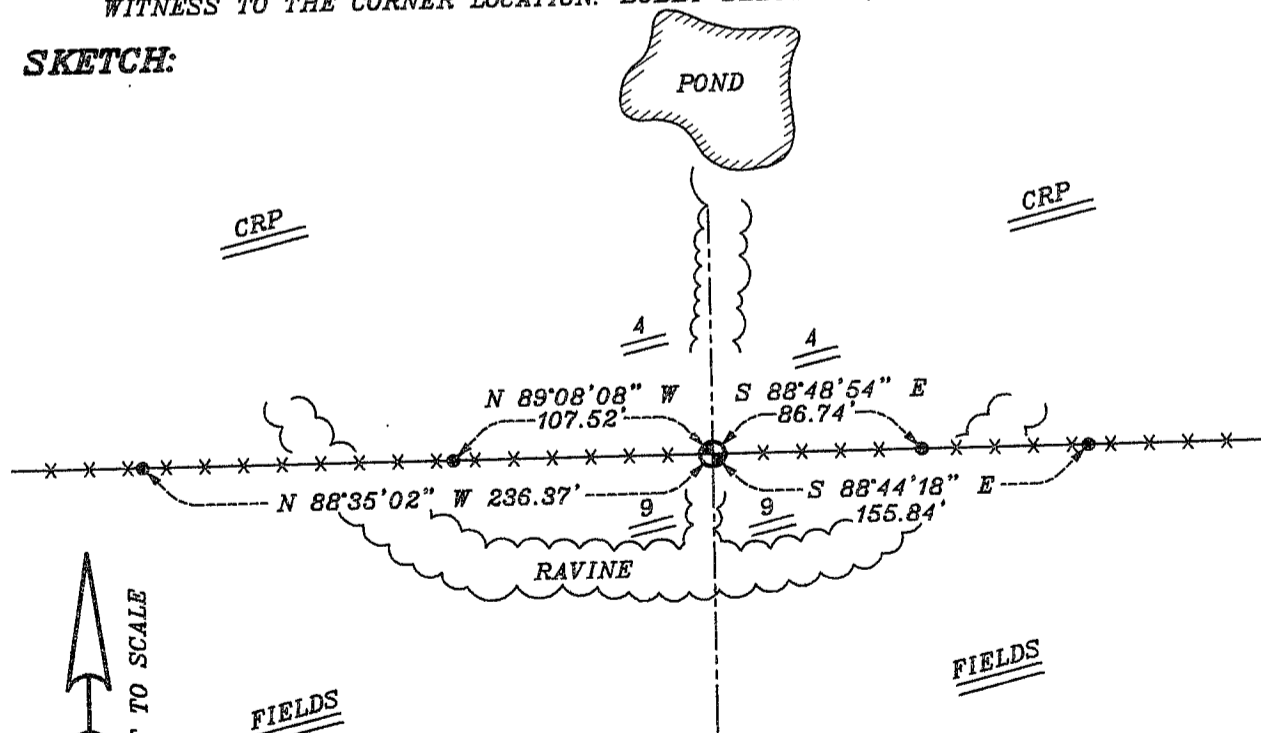 WITNESS TO THE CORNER LOCATION.
SKETCH:
POND
CRP
CRP
4
4
N 89°08'08" W
107.52'
S 88°48'54" E
86.74'
N 88°35'02" W 236.37'
S 88°44'18" E
155.84'
9
9
RAVINE
TO SCALE
FIELDS
FIELDS